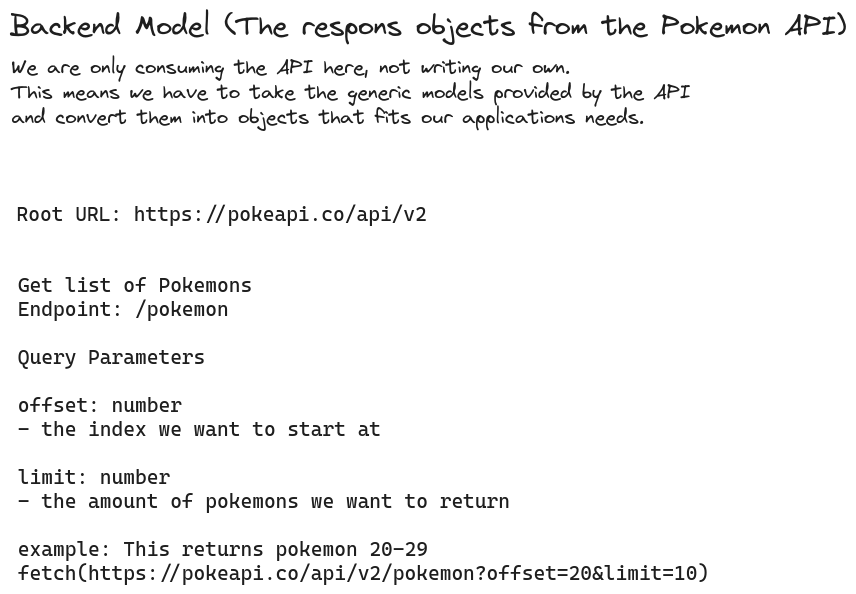 Backend Model (The respons objects from the Pokemon API)
We are only consuming the API here, not writing our own.
This means we have to take the generic models provided by the API
and convert them into objects that fits our applications needs.
Root URL: https://pokeapi.co/api/v2
Get list of Pokemons
Endpoint: /pokemon
Query Parameters
offset: number
- the index we want to start at
limit: number
- the amount of pokemons we want to return
example: This returns pokemon 20-29
fetch(https://pokeapi.co/api/v2/pokemon?offset=20&limit=10)